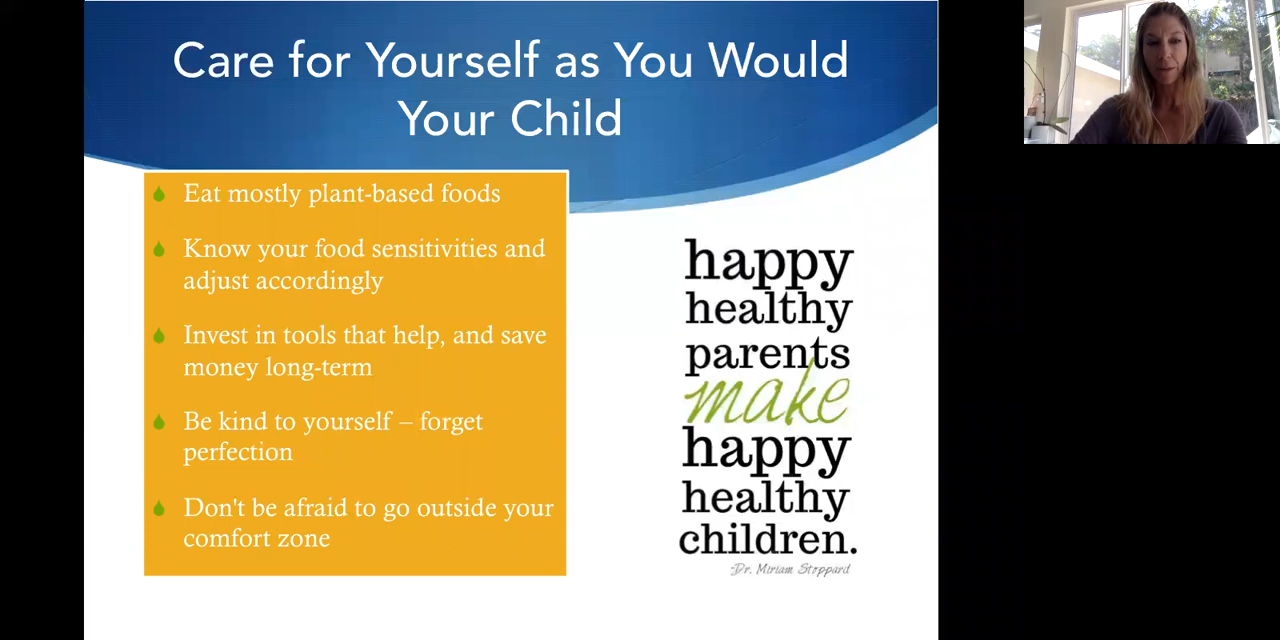 Care for Yourself as You Would
Your Child
Eat mostly plant-based foods
Know your food sensitivities and
adjust accordingly
Invest in tools that help, and save
money long-term
Be kind to yourself – forget
perfection
Don't be afraid to go outside your
comfort zone
happy
healthy
parents
make
happy
healthy
children.
-Dr. Miriam Stoppard